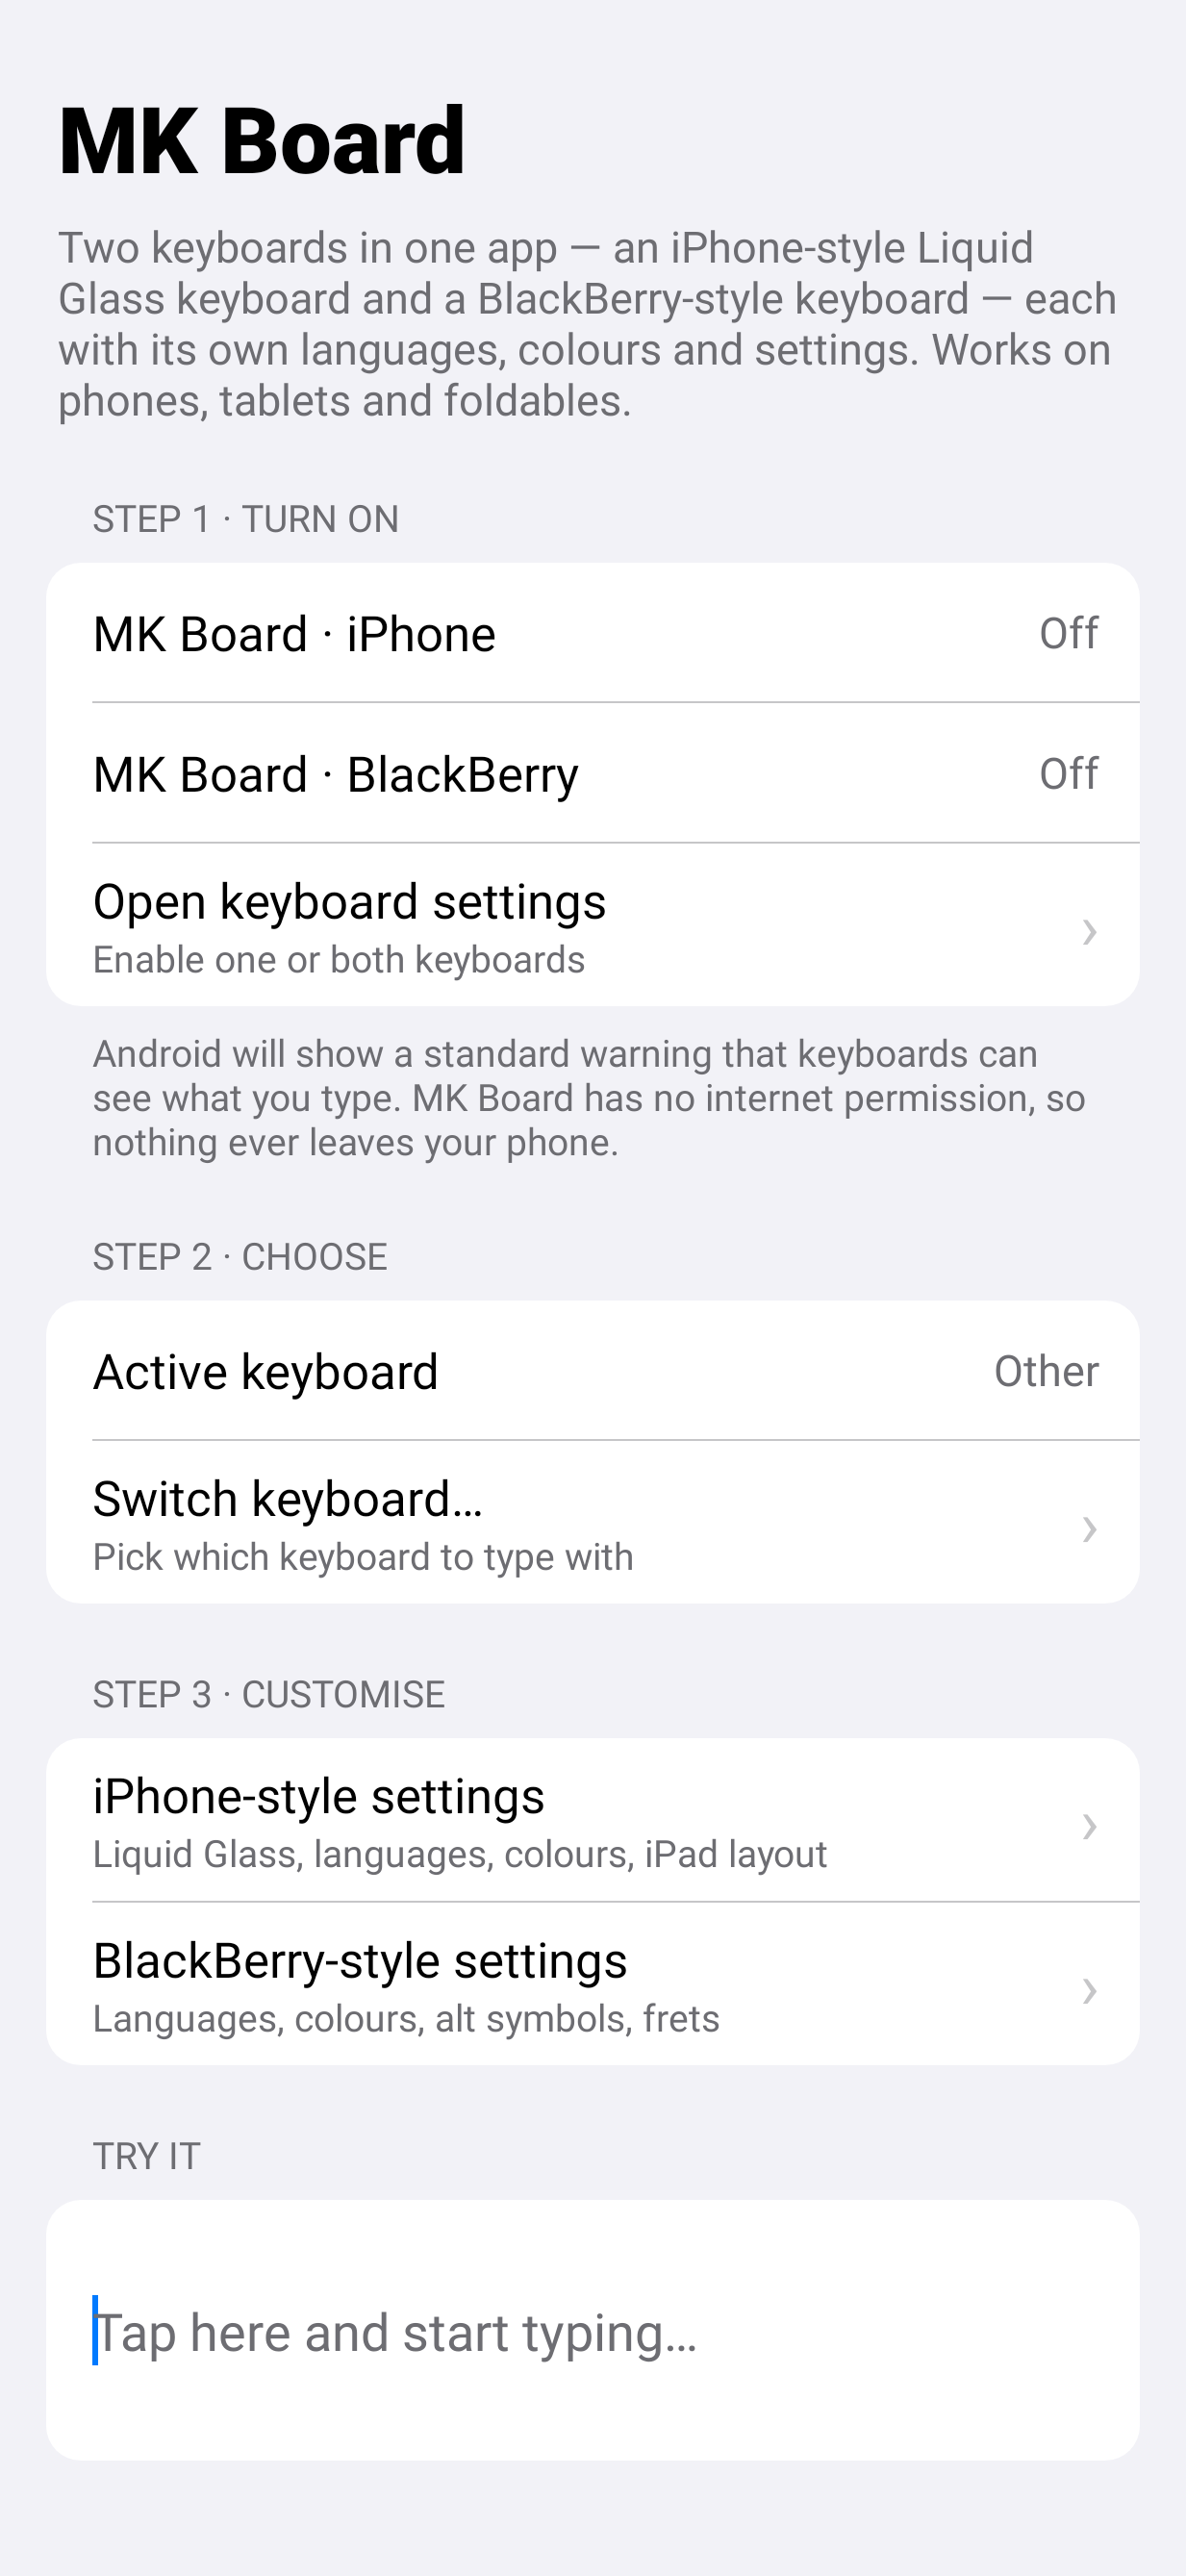 MK Board
Two keyboards in one app — an iPhone-style Liquid
Glass keyboard and a BlackBerry-style keyboard — each
with its own languages, colours and settings. Works on
phones, tablets and foldables.
STEP 1 · TURN ON
MK Board · iPhone Off
MK Board · BlackBerry Off
Open keyboard settings
Enable one or both keyboards
›
Android will show a standard warning that keyboards can
see what you type. MK Board has no internet permission, so
nothing ever leaves your phone.
STEP 2 · CHOOSE
Active keyboard Other
Switch keyboard…
Pick which keyboard to type with
›
STEP 3 · CUSTOMISE
iPhone-style settings
Liquid Glass, languages, colours, iPad layout
›
BlackBerry-style settings
Languages, colours, alt symbols, frets
›
TRY IT
Tap here and start typing…